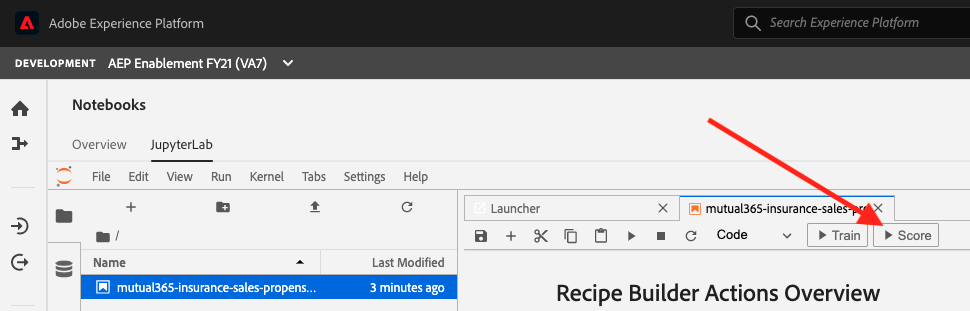 Adobe Experience Platform
Search Experience Platform
DEVELOPMENT AEP Enablement FY21 (VA7)
Notebooks
Overview JupyterLab
File Edit View Run Kernel Tabs Settings Help
Launcher mutual365-insurance-sales-pro
Code Train Score
/
Name Last Modified
mutual365-insurance-sales-propens... 3 minutes ago
Recipe Builder Actions Overview